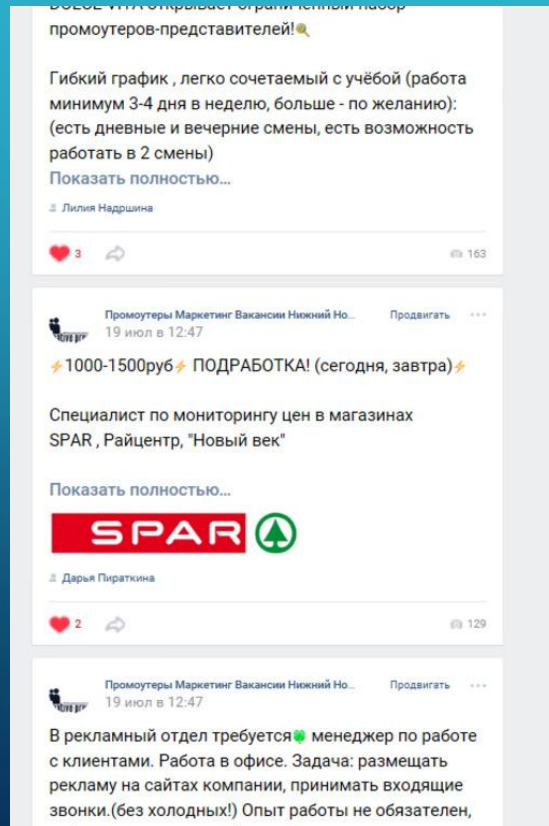 DOLCE VITA открывает ограниченный набор
промоутеров-представителей!
Гибкий график , легко сочетаемый с учёбой (работа
минимум 3-4 дня в неделю, больше - по желанию):
(есть дневные и вечерние смены, есть возможность
работать в 2 смены)
Показать полностью...
Лилия Надршина
3
163
Промоутеры Маркетинг Вакансии Нижний Но...
Продвигать
19 июл в 12:47
1000-1500руб ПОДРАБОТКА! (сегодня, завтра)
Специалист по мониторингу цен в магазинах
SPAR , Райцентр, "Новый век"
Показать полностью...
SPAR
Дарья Пираткина
2
129
Промоутеры Маркетинг Вакансии Нижний Но...
Продвигать
19 июл в 12:47
В рекламный отдел требуется менеджер по работе
с клиентами. Работа в офисе. Задача: размещать
рекламу на сайтах компании, принимать входящие
звонки.(без холодных!) Опыт работы не обязателен,